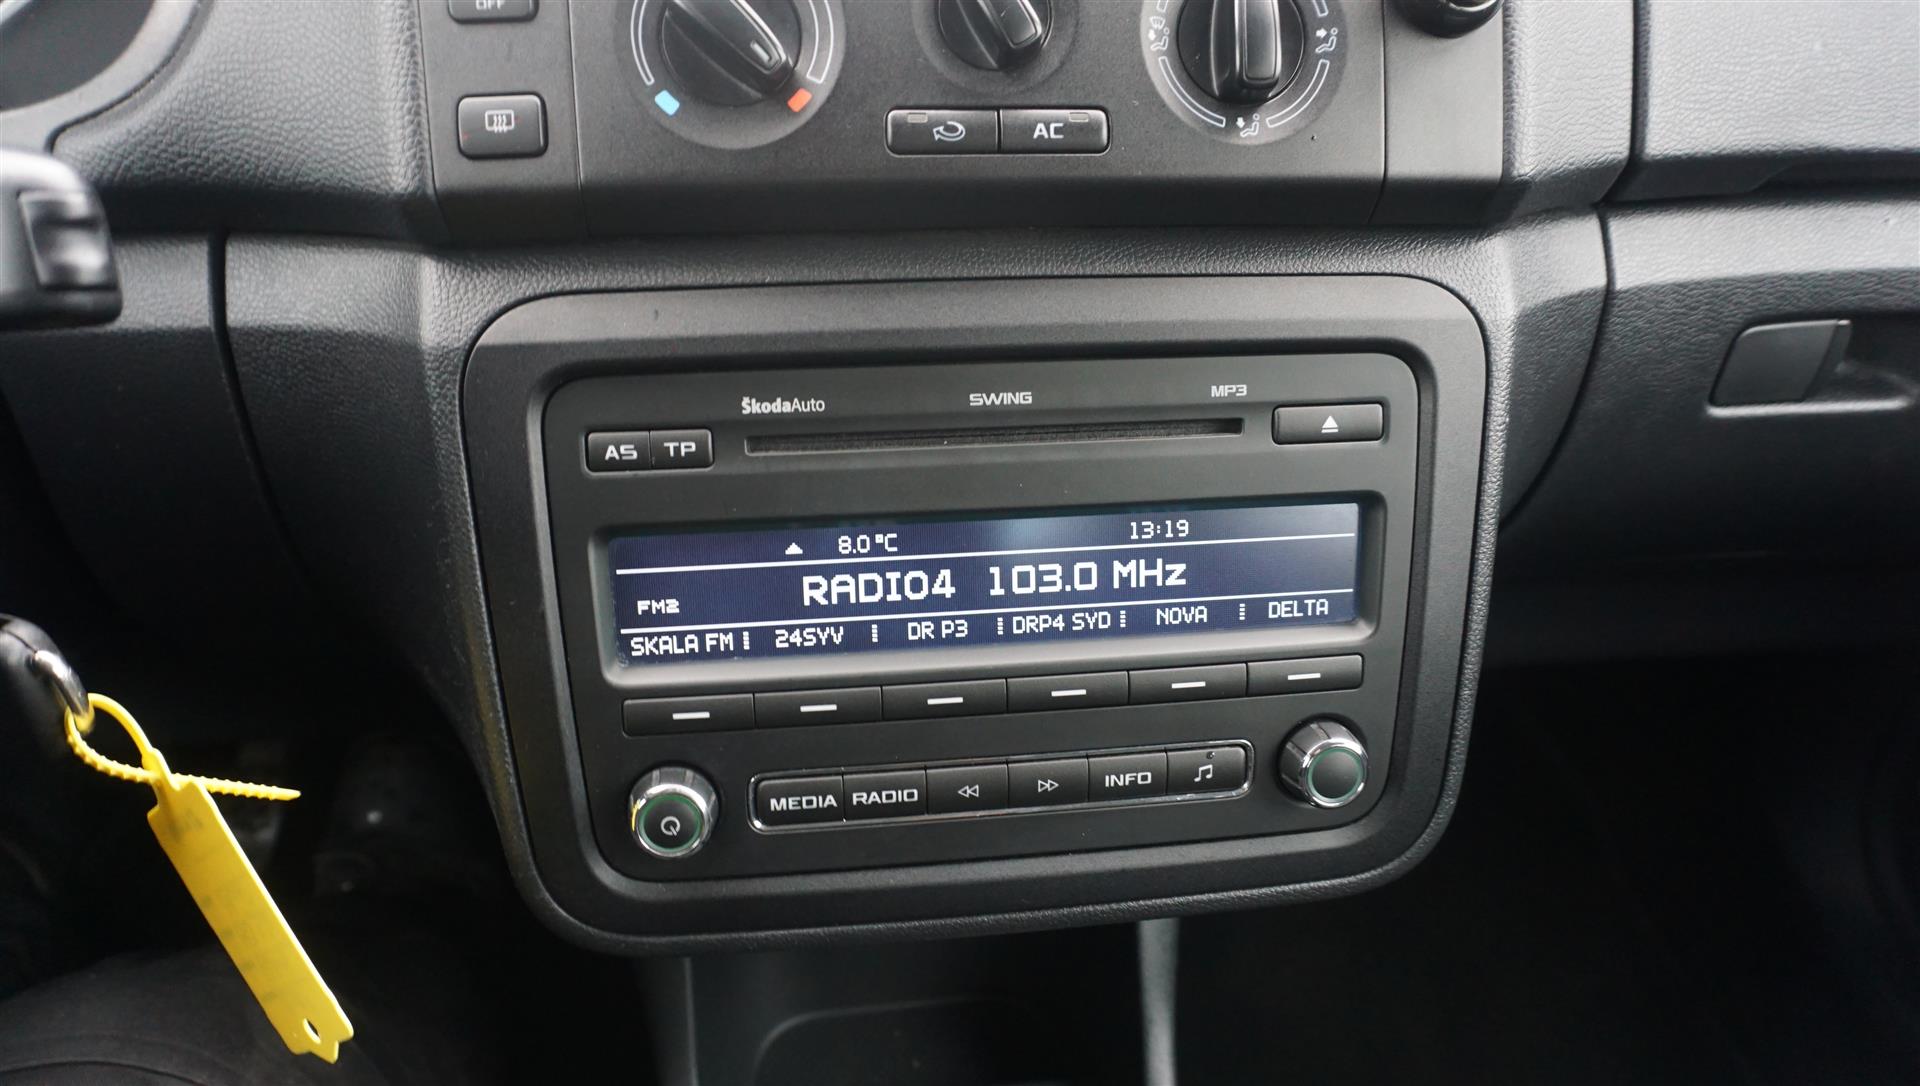 OFF
AC
ŠkodaAuto SWING MP3
AS TP
8.0°C 13:19
FM2 RADIO4 103.0 MHz
SKALA FM 24SYV DR P3 DRP4 SYD NOVA DELTA
MEDIA RADIO INFO